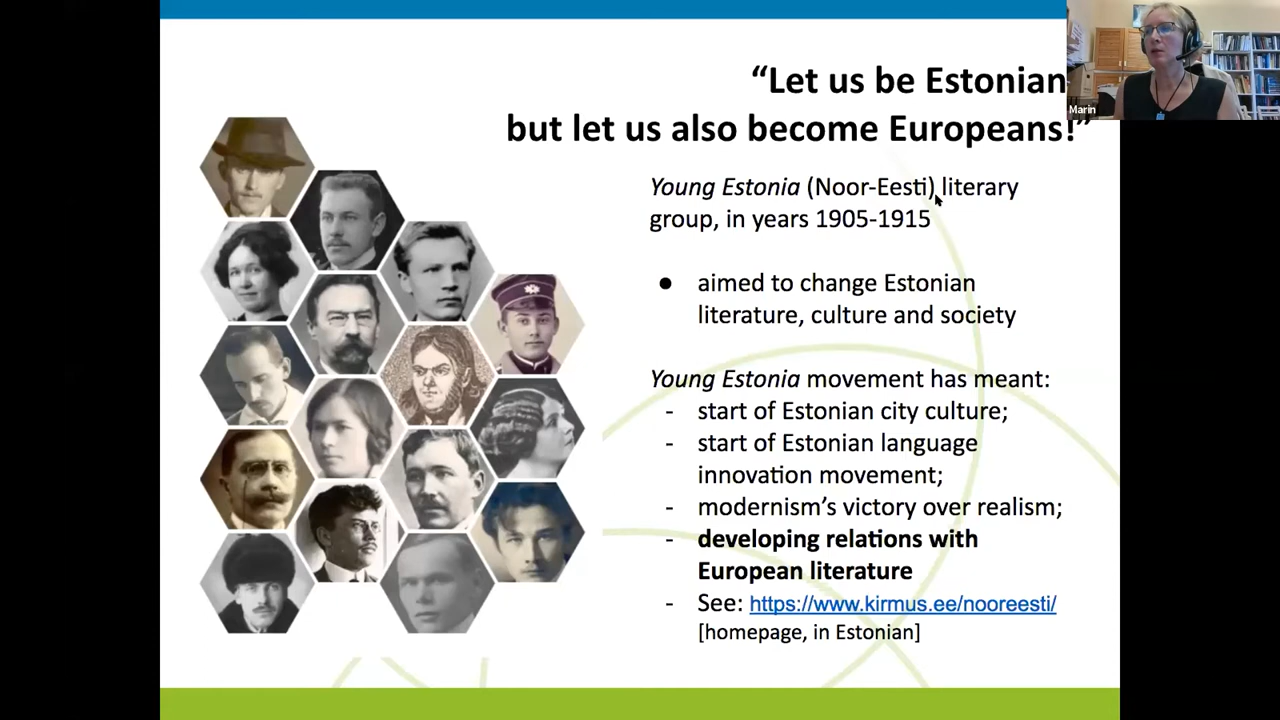 “Let us be Estonian
but let us also become Europeans!”
Marin
Young Estonia (Noor-Eesti) literary
group, in years 1905-1915
● aimed to change Estonian
literature, culture and society
Young Estonia movement has meant:
- start of Estonian city culture;
- start of Estonian language
innovation movement;
- modernism’s victory over realism;
- developing relations with
European literature
- See: https://www.kirmus.ee/nooreesti/
[homepage, in Estonian]